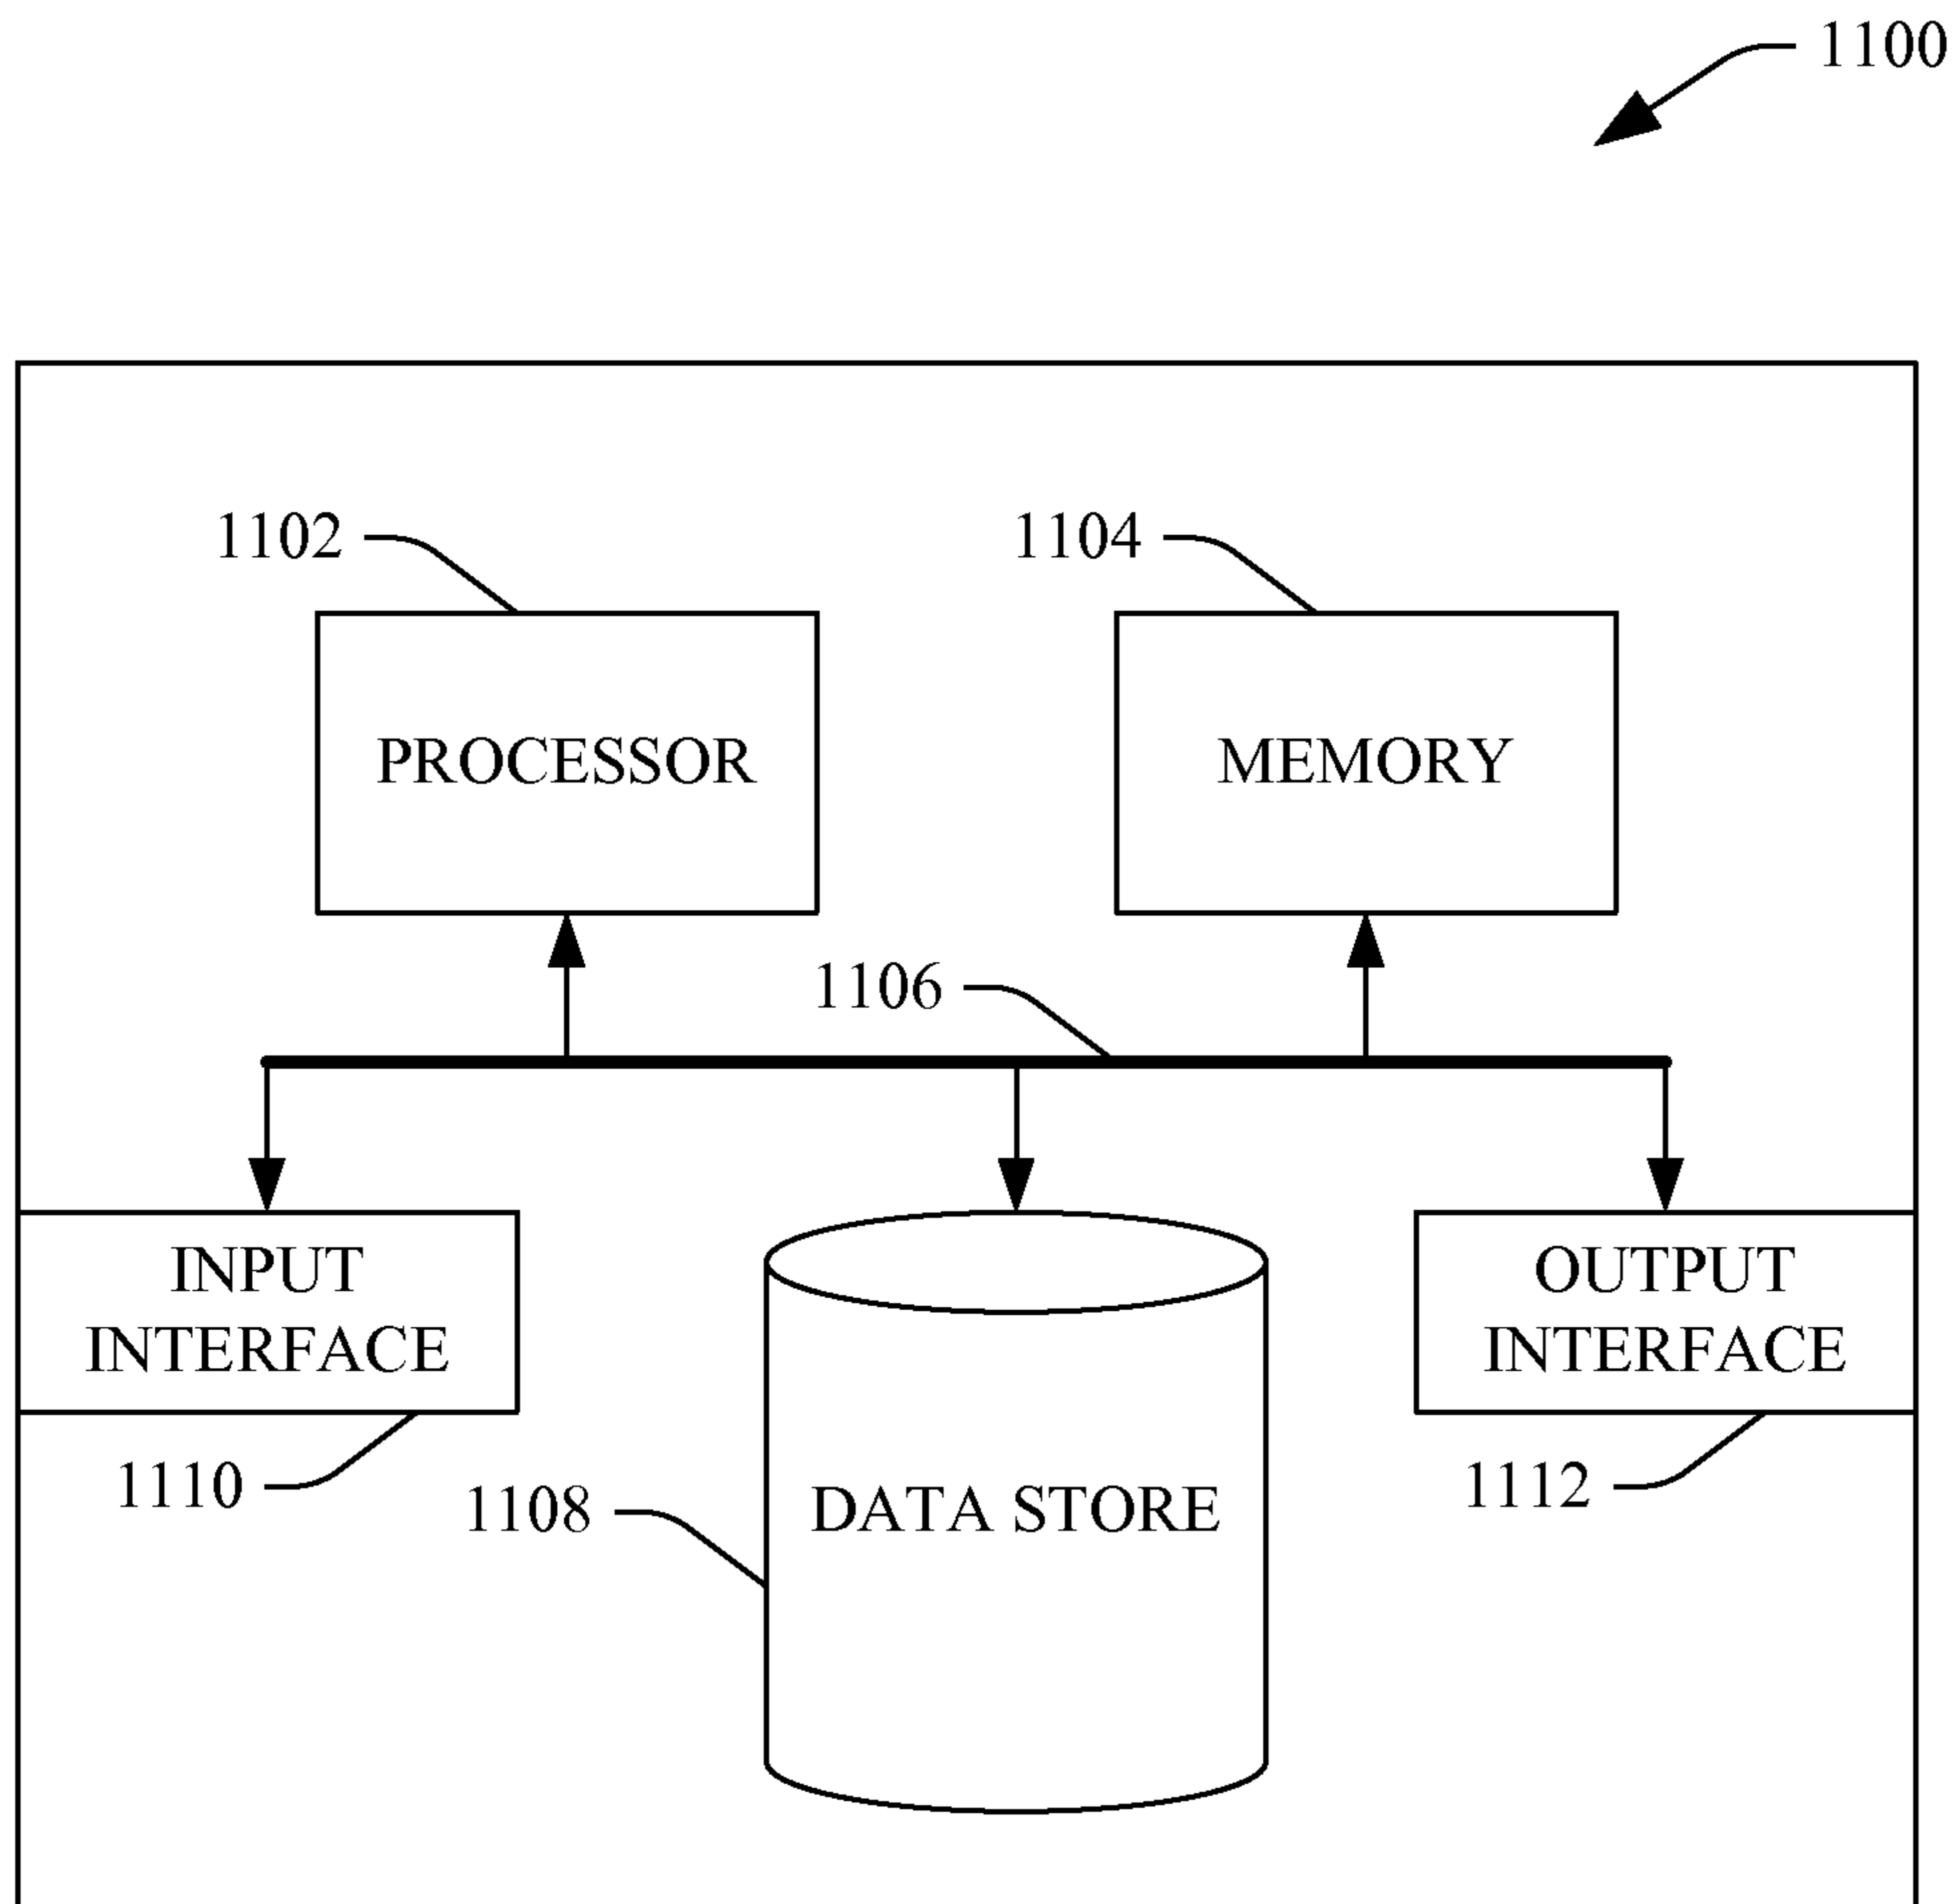 1100
1102
1104
PROCESSOR
MEMORY
1106
INPUT
INTERFACE
OUTPUT
INTERFACE
1110
1108
DATA STORE
1112